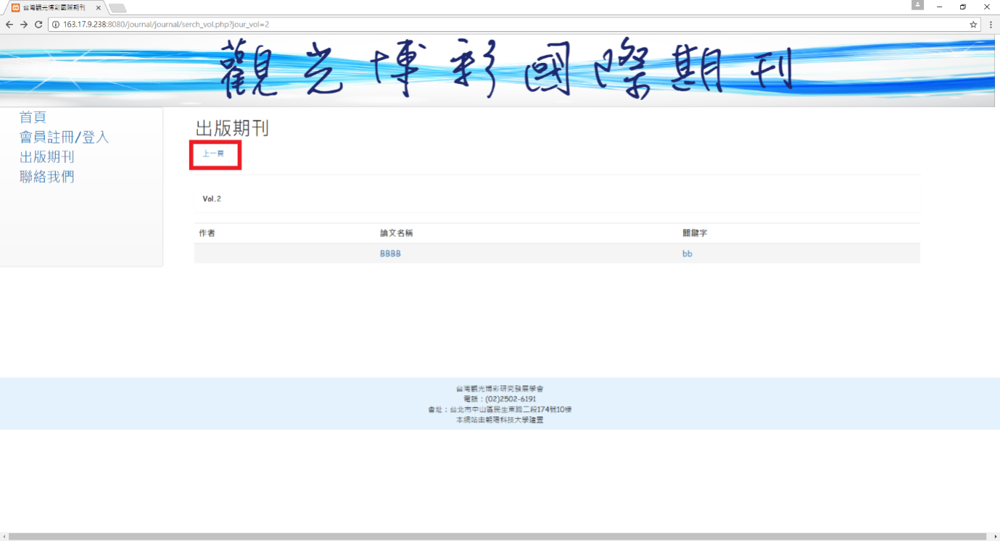 台灣觀光博彩國際期刊
163.17.9.238:8080/journal/journal/serch_vol.php?jour_vol=2
觀光博彩國際期刊
首頁
會員註冊/登入
出版期刊
聯絡我們
出版期刊
上一頁
Vol.2
作者 論文名稱 關鍵字
BBBB bb
台灣觀光博彩研究發展學會
電話：(02)2502-6191
會址：台北市中山區民生東路二段174號10樓
本網站由朝陽科技大學建置